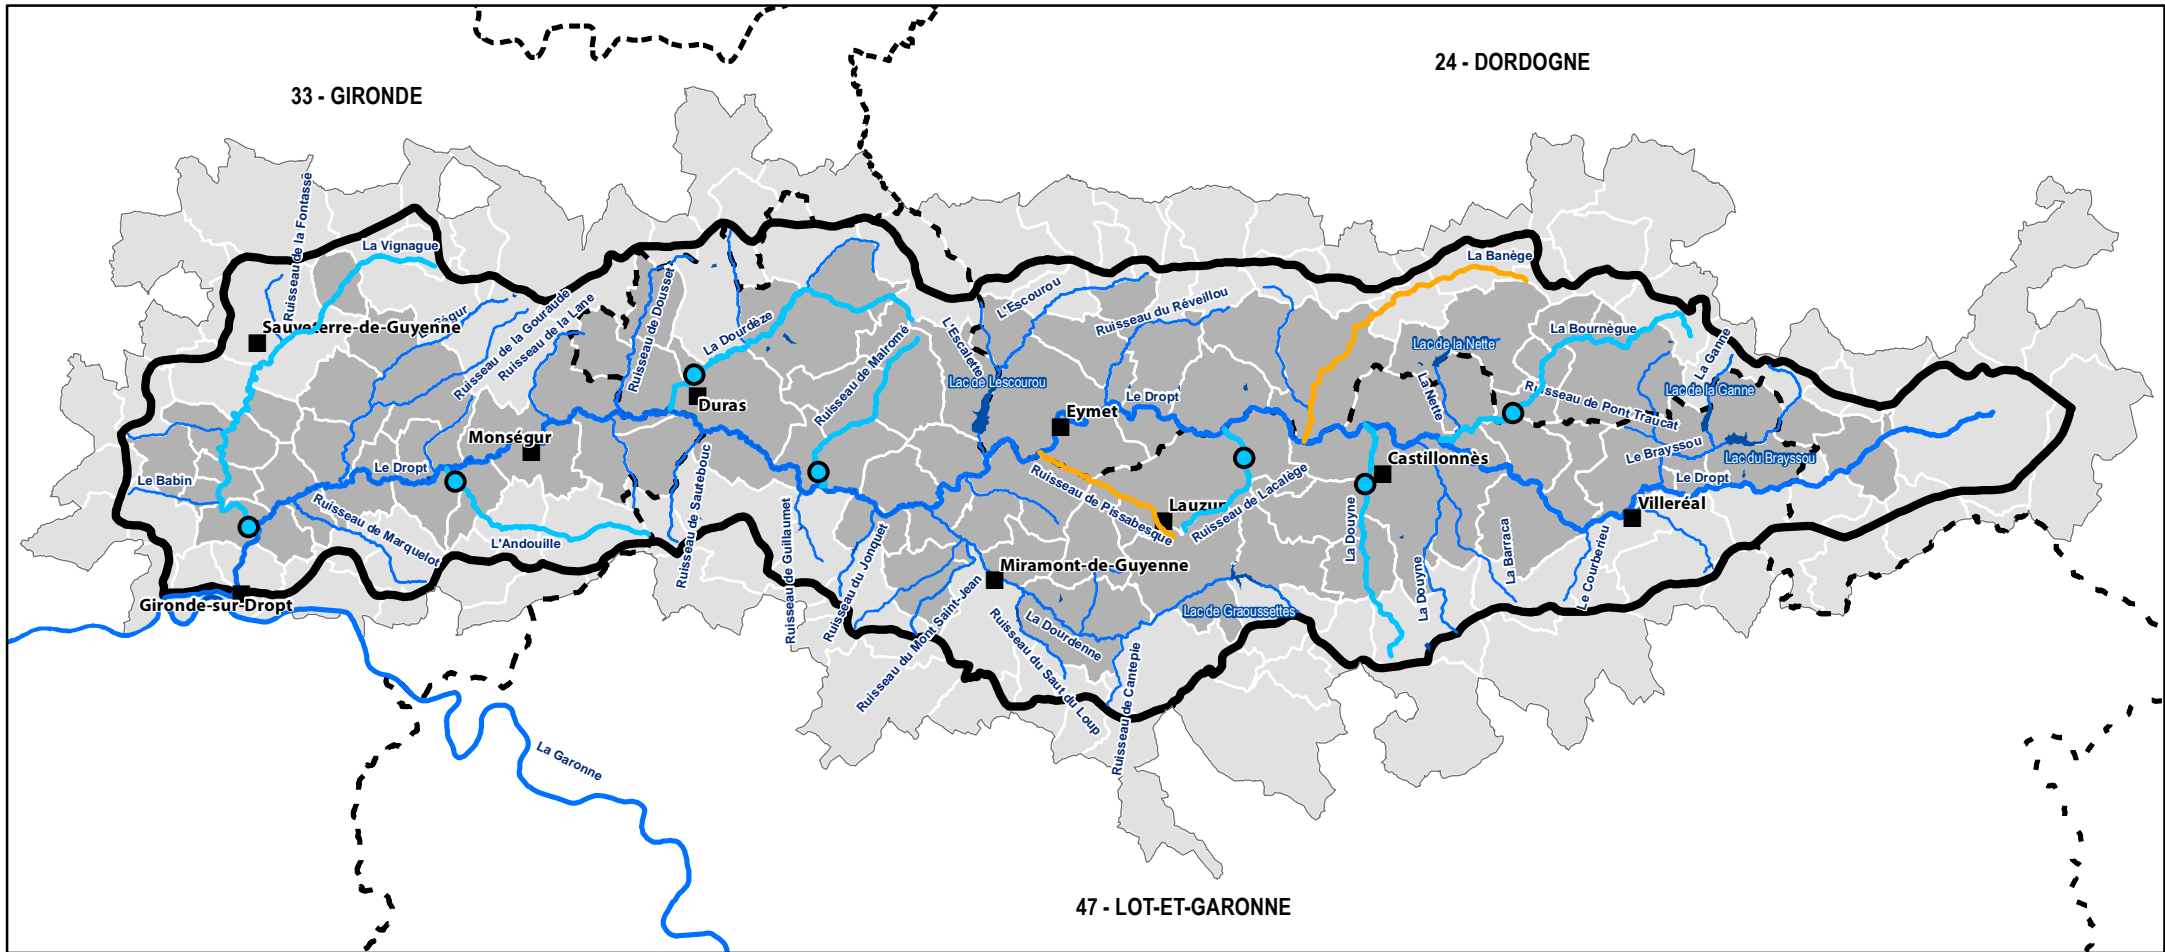 24 - DORDOGNE
33 - GIRONDE
Ruisseau de la Fontasse
La Vignague
La Banège
Sauveterre-de-Guyenne
Ségur
Ruisseau de la Gouraude
Ruisseau de la Lane
Ruisseau de Dousset
La Dourdèze
Ruisseau de Malromé
L'Escalette
L'Escourou
Ruisseau du Réveillou
Lac de Lescourou
Lac de la Nette
La Nette
La Bournègue
La Ganne
Lac de la Ganne
Ruisseau de Pont Traucat
Duras
Eymet
Le Dropt
Monségur
Le Dropt
Le Babin
Ruisseau de Marquelot
L'Andouille
Ruisseau de Sautebouc
Ruisseau de Guillaumet
Ruisseau du Jonquet
Ruisseau de Pissabesque
Lauzun
Ruisseau de Lacalège
Castillonnès
La Douyne
La Douyne
La Barraca
Le Courberieu
Le Brayssou
Lac du Brayssou
Le Dropt
Villeréal
Miramont-de-Guyenne
Gironde-sur-Dropt
Ruisseau du Mont Saint-Jean
Ruisseau du Saut du Loup
La Dourdenne
Ruisseau de Cantepie
Lac de Graoussettes
La Garonne
47 - LOT-ET-GARONNE